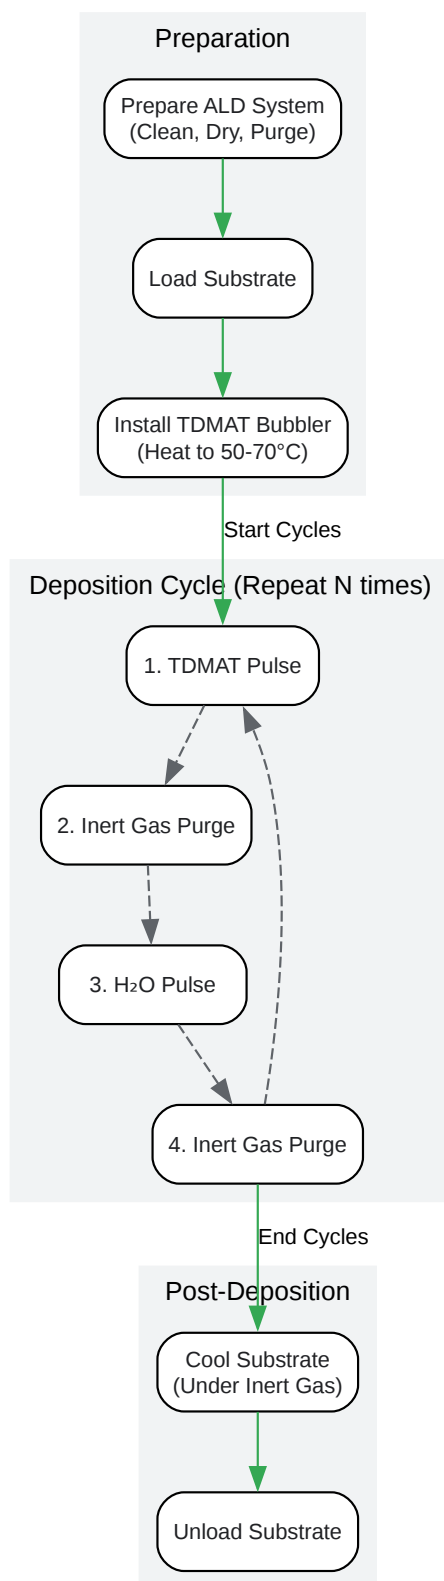 Preparation
Prepare ALD System
(Clean, Dry, Purge)
Load Substrate
Install TDMAT Bubbler
(Heat to 50-70°C)
Start Cycles
Deposition Cycle (Repeat N times)
1. TDMAT Pulse
2. Inert Gas Purge
3. H₂O Pulse
4. Inert Gas Purge
End Cycles
Post-Deposition
Cool Substrate
(Under Inert Gas)
Unload Substrate